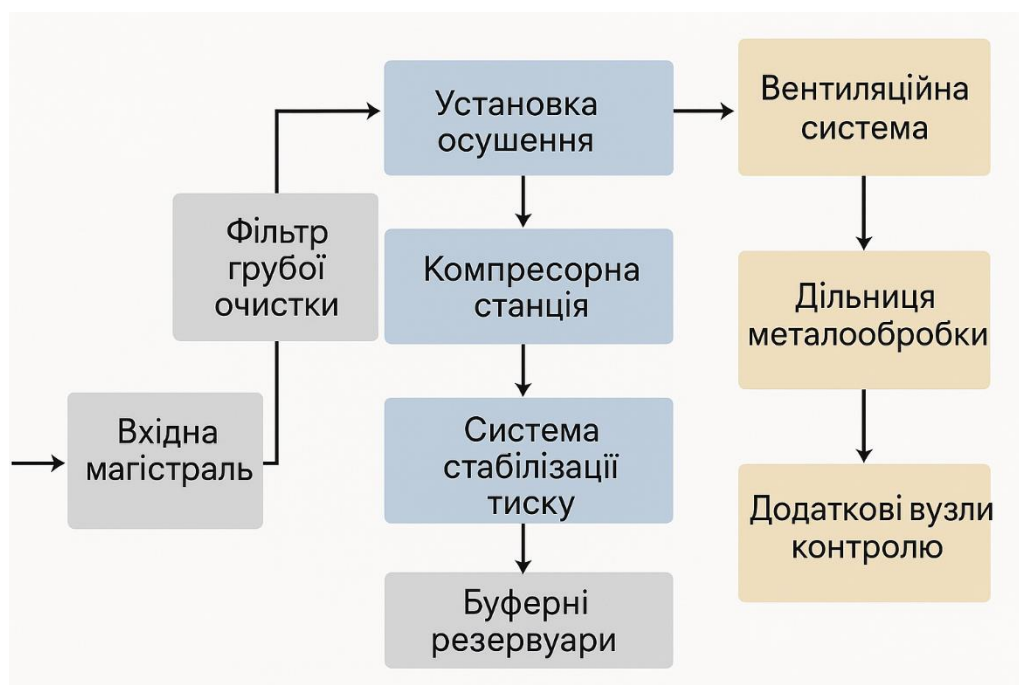 Вхідна
магістраль
Фільтр
грубої
очистки
Установка
осушення
Компресорна
станція
Система
стабілізації
тиску
Буферні
резервуари
Вентиляційна
система
Дільниця
металообробки
Додаткові вузли
контролю